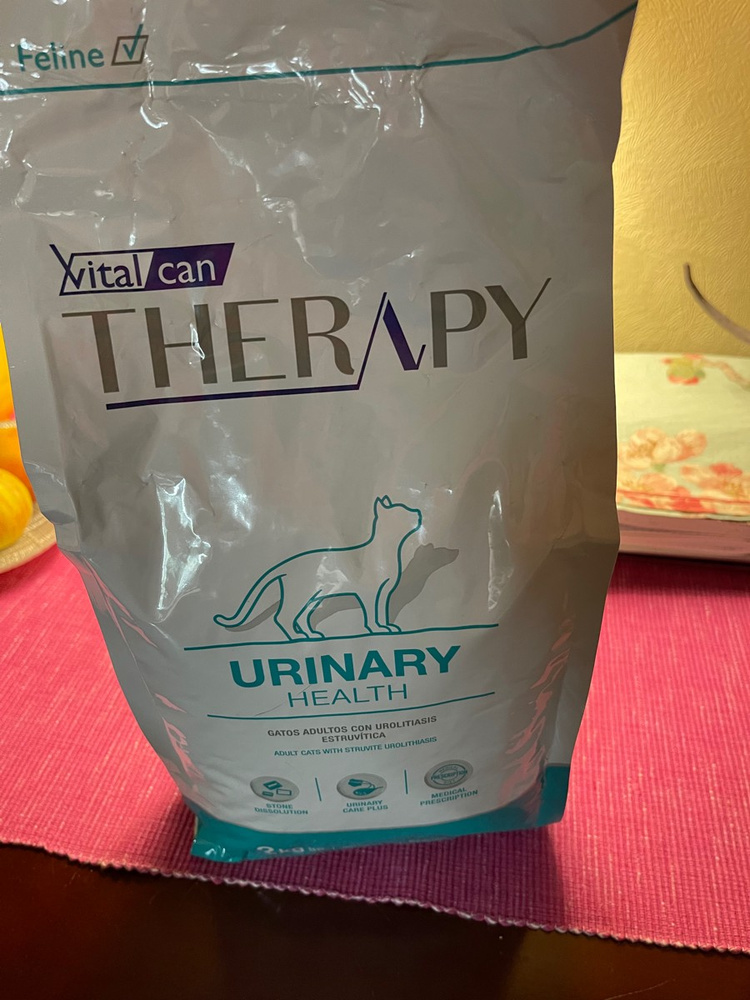 Feline
Vital can
THERAPY
URINARY
HEALTH
GATOS ADULTOS CON UROLITIASIS
ESTRUVÍTICA
ADULT CATS WITH STRUVITE UROLITHIASIS
STONE
DISSOLUTION
URINARY
CARE PLUS
PRESCRIPTION
MEDICAL
PRESCRIPTION